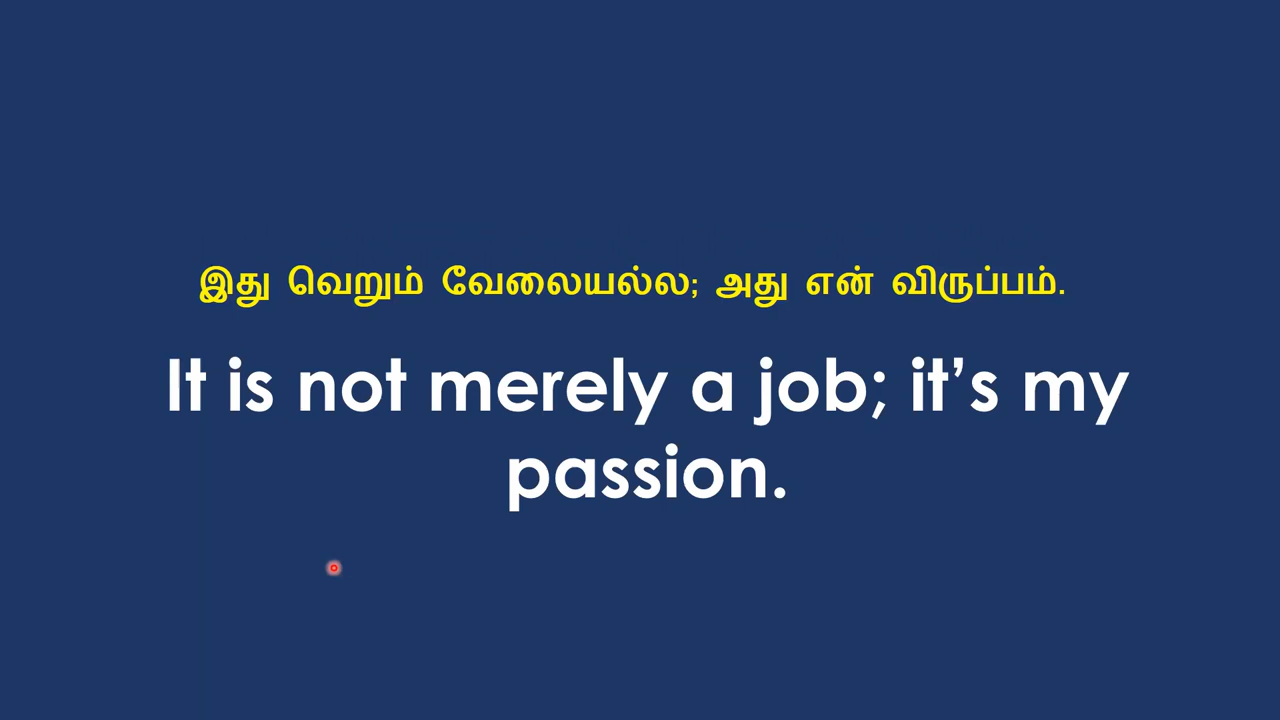 இது வெறும் வேலையல்ல; அது என் விருப்பம்.
It is not merely a job; it’s my
passion.